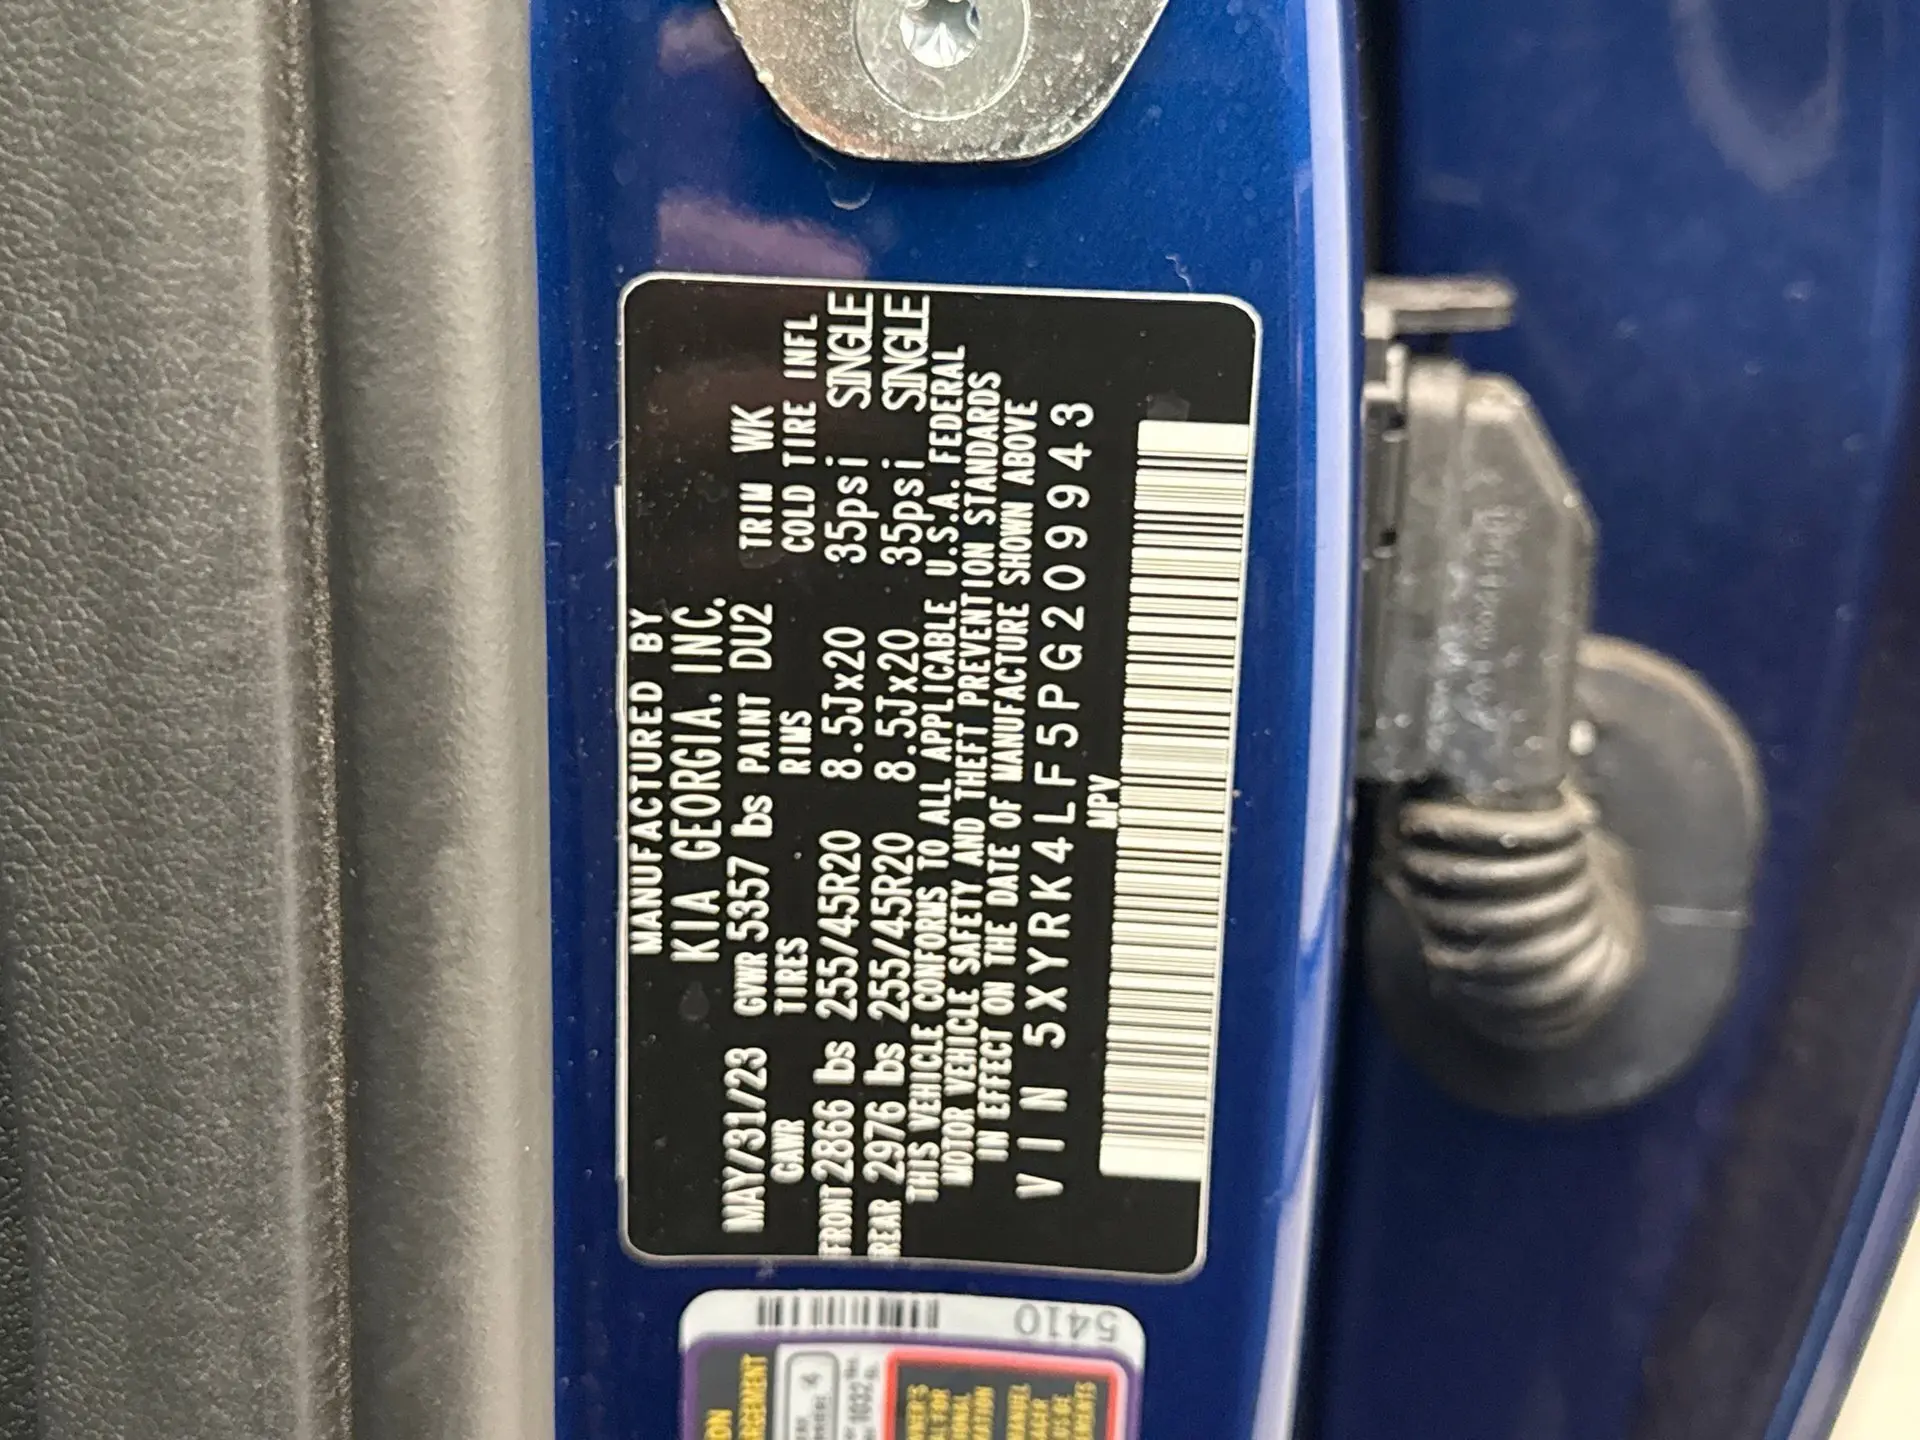 MANUFACTURED BY
KIA GEORGIA. INC.
MAY/31/23 GVWR 5357 lbs PAINT DU2 TRIM WK
GAWR TIRES RIMS COLD TIRE INFL
FRONT 2866 lbs 255/45R20 8.5Jx20 35psi SINGLE
REAR 2976 lbs 255/45R20 8.5Jx20 35psi SINGLE
THIS VEHICLE CONFORMS TO ALL APPLICABLE U.S.A. FEDERAL
MOTOR VEHICLE SAFETY AND THEFT PREVENTION STANDARDS
IN EFFECT ON THE DATE OF MANUFACTURE SHOWN ABOVE
VIN 5XYRK4LF5PG209943
MPV
5410
4
1032